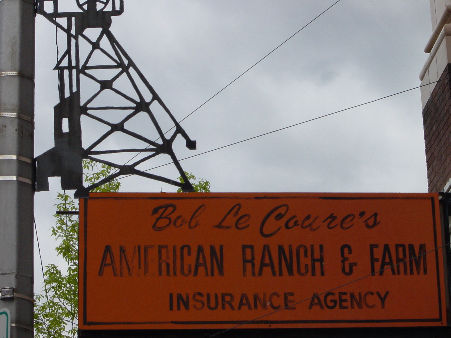 Bob Le Coure's
AMERICAN RANCH & FARM
INSURANCE AGENCY